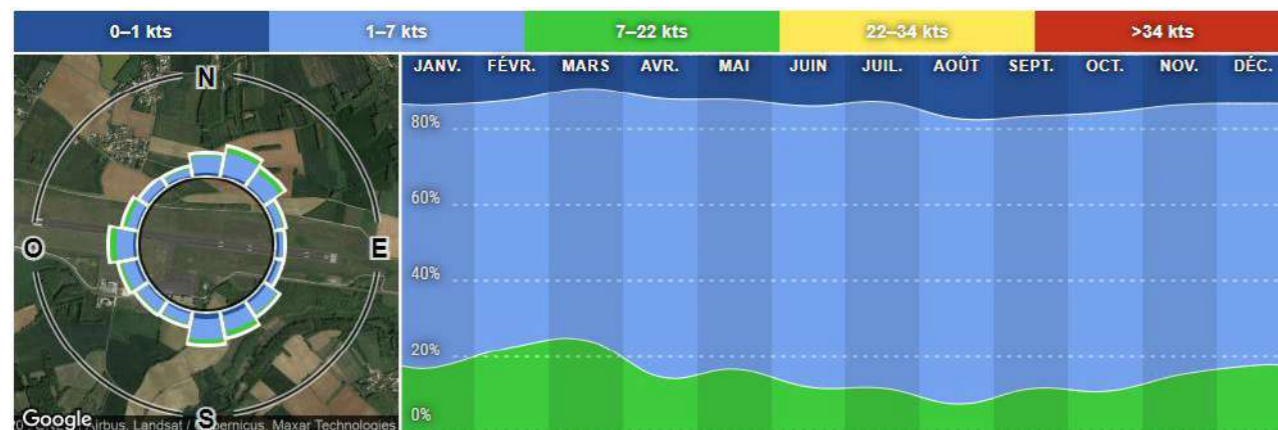 0–1 kts 1–7 kts 7–22 kts 22–34 kts >34 kts
JANV. FÉVR. MARS AVR. MAI JUIN JUIL. AOÛT SEPT. OCT. NOV. DÉC.
N
80%
60%
O E
40%
20%
0%
S
Google
Airbus, Landsat / Copernicus, Maxar Technologies